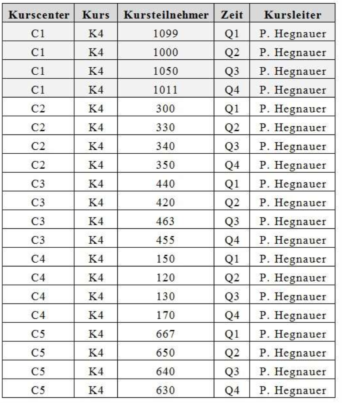 Kurscenter Kurs Kursteilnehmer Zeit Kursleiter
C1 K4 1099 Q1 P. Hegnauer
C1 K4 1000 Q2 P. Hegnauer
C1 K4 1050 Q3 P. Hegnauer
C1 K4 1011 Q4 P. Hegnauer
C2 K4 300 Q1 P. Hegnauer
C2 K4 330 Q2 P. Hegnauer
C2 K4 340 Q3 P. Hegnauer
C2 K4 350 Q4 P. Hegnauer
C3 K4 440 Q1 P. Hegnauer
C3 K4 420 Q2 P. Hegnauer
C3 K4 463 Q3 P. Hegnauer
C3 K4 455 Q4 P. Hegnauer
C4 K4 150 Q1 P. Hegnauer
C4 K4 120 Q2 P. Hegnauer
C4 K4 130 Q3 P. Hegnauer
C4 K4 170 Q4 P. Hegnauer
C5 K4 667 Q1 P. Hegnauer
C5 K4 650 Q2 P. Hegnauer
C5 K4 640 Q3 P. Hegnauer
C5 K4 630 Q4 P. Hegnauer